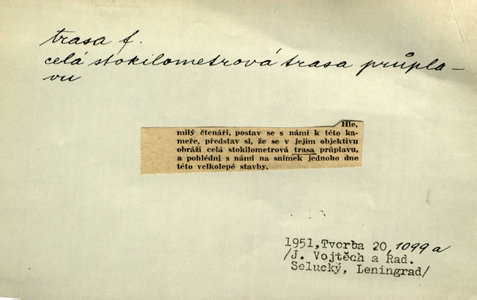 trasa f.
celá stokilometrová trasa průpla-
vu
Hle,
milý čtenáři, postav se s námi k této ka-
meře, představ si, že se v jejím objektivu
obráží celá stokilometrová trasa průplavu,
a pohlédni s námi na snímek jednoho dne
této velkolepé stavby.
1951,Tvorba 20, 1099a
/J. Vojtěch a Rad.
Selucký, Leningrad/